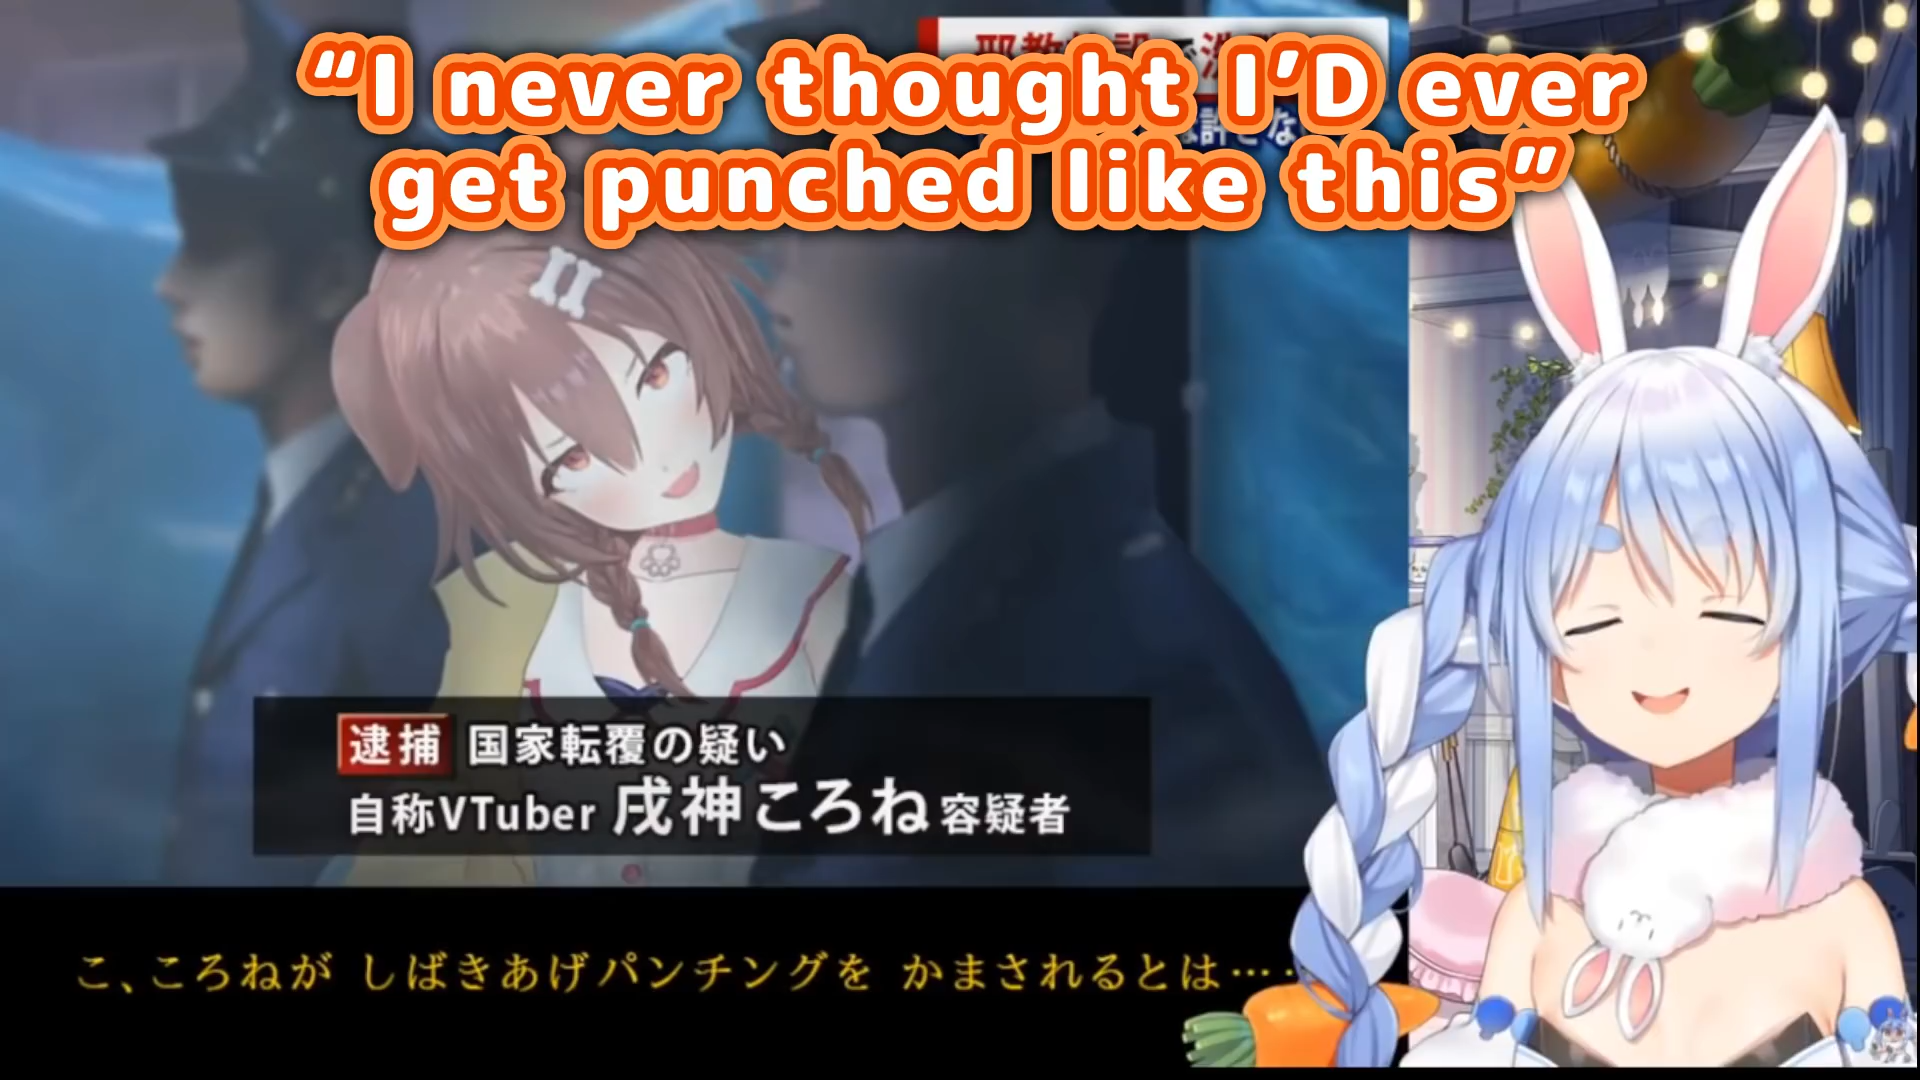 “I never thought I’D ever
get punched like this”
逮捕 国家転覆の疑い
自称VTuber 戌神ころね 容疑者
こ、ころねが しばきあげパンチングを かまされるとは…